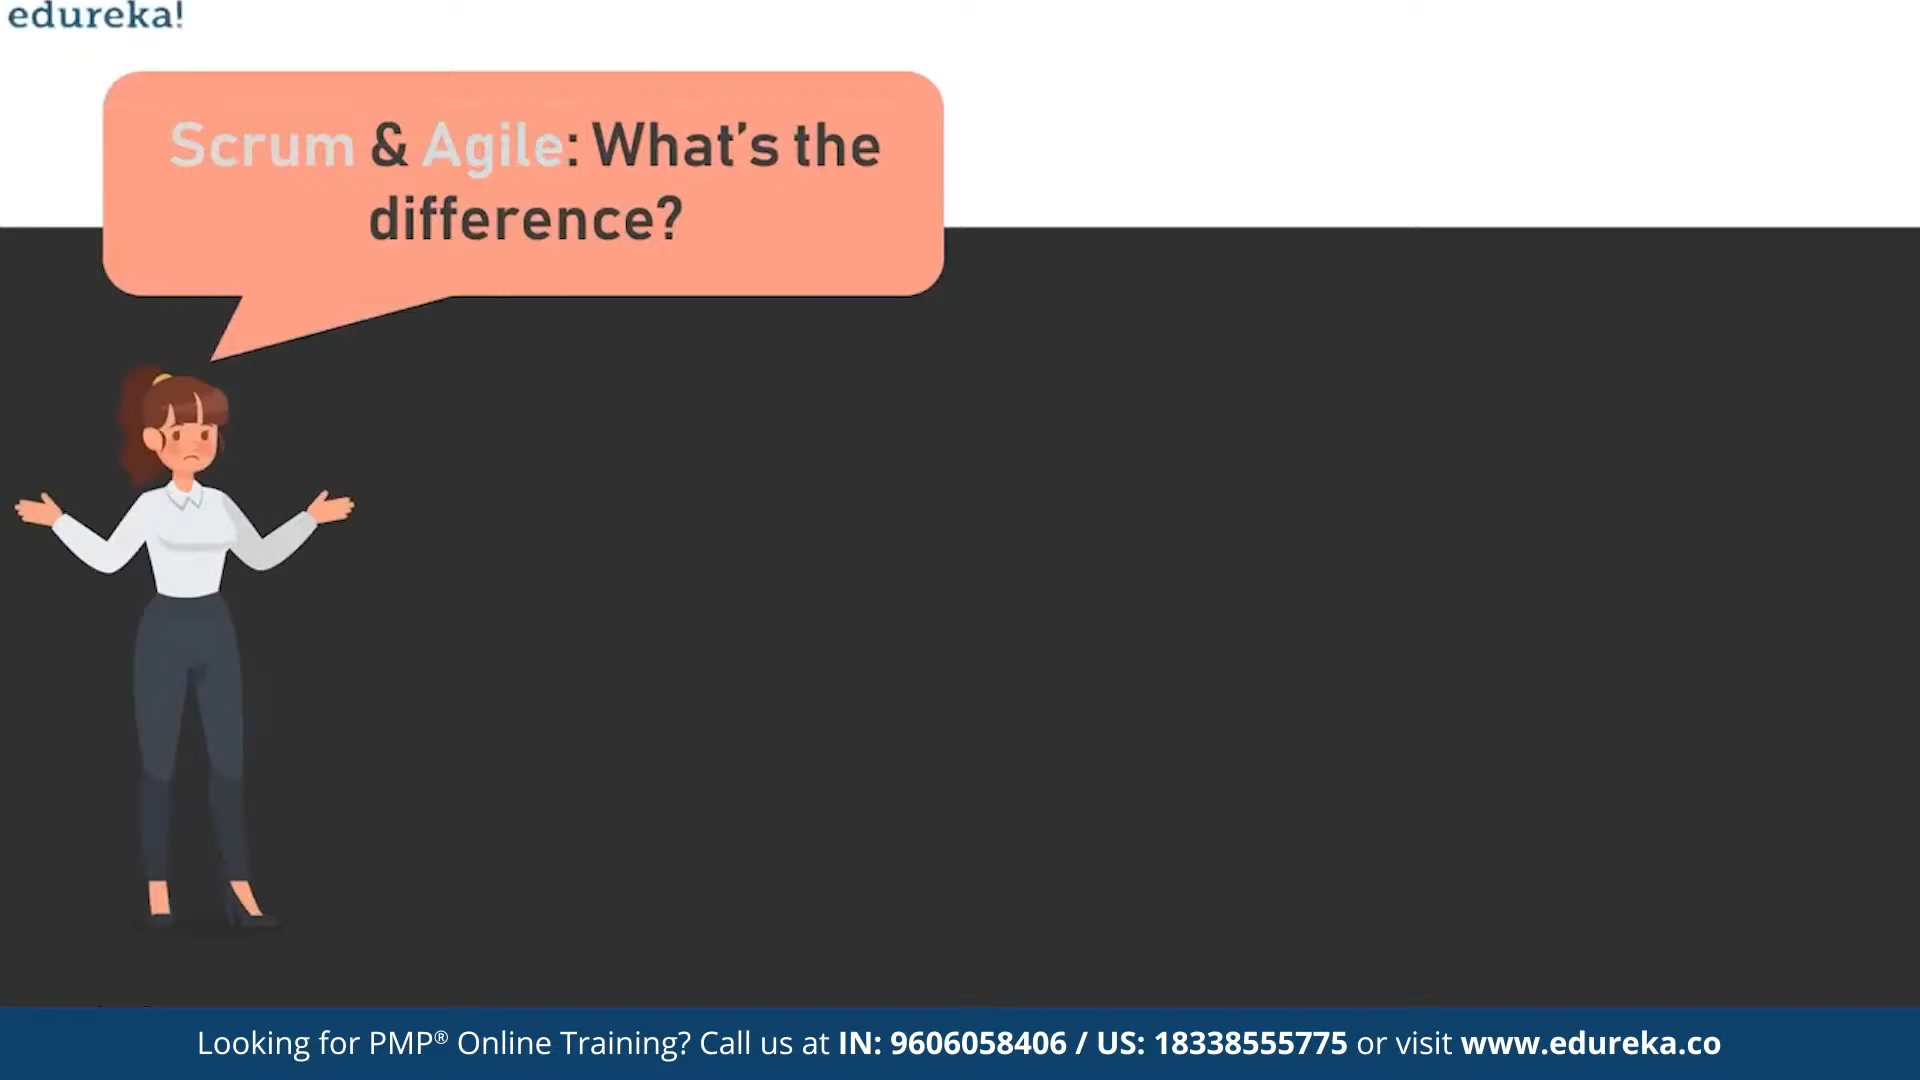 edureka!
Scrum & Agile: What’s the
difference?
Looking for PMP® Online Training? Call us at IN: 9606058406 / US: 18338555775 or visit www.edureka.co